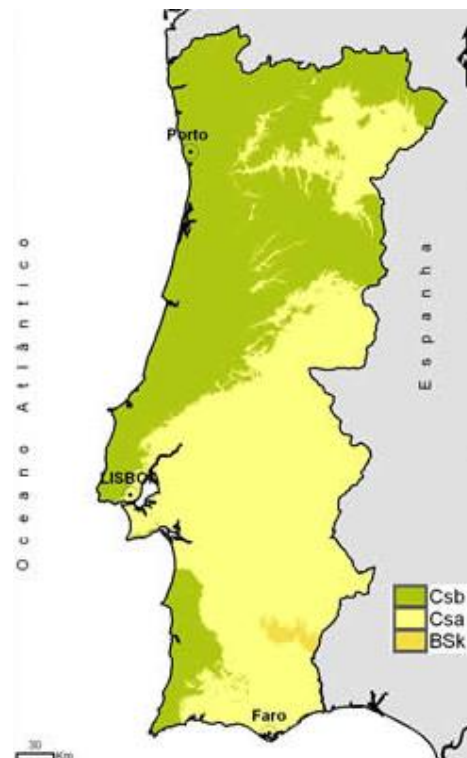 Porto
Oceano Atlântico
Espanha
LISBOA
Csb
Csa
BSk
Faro
30
Km